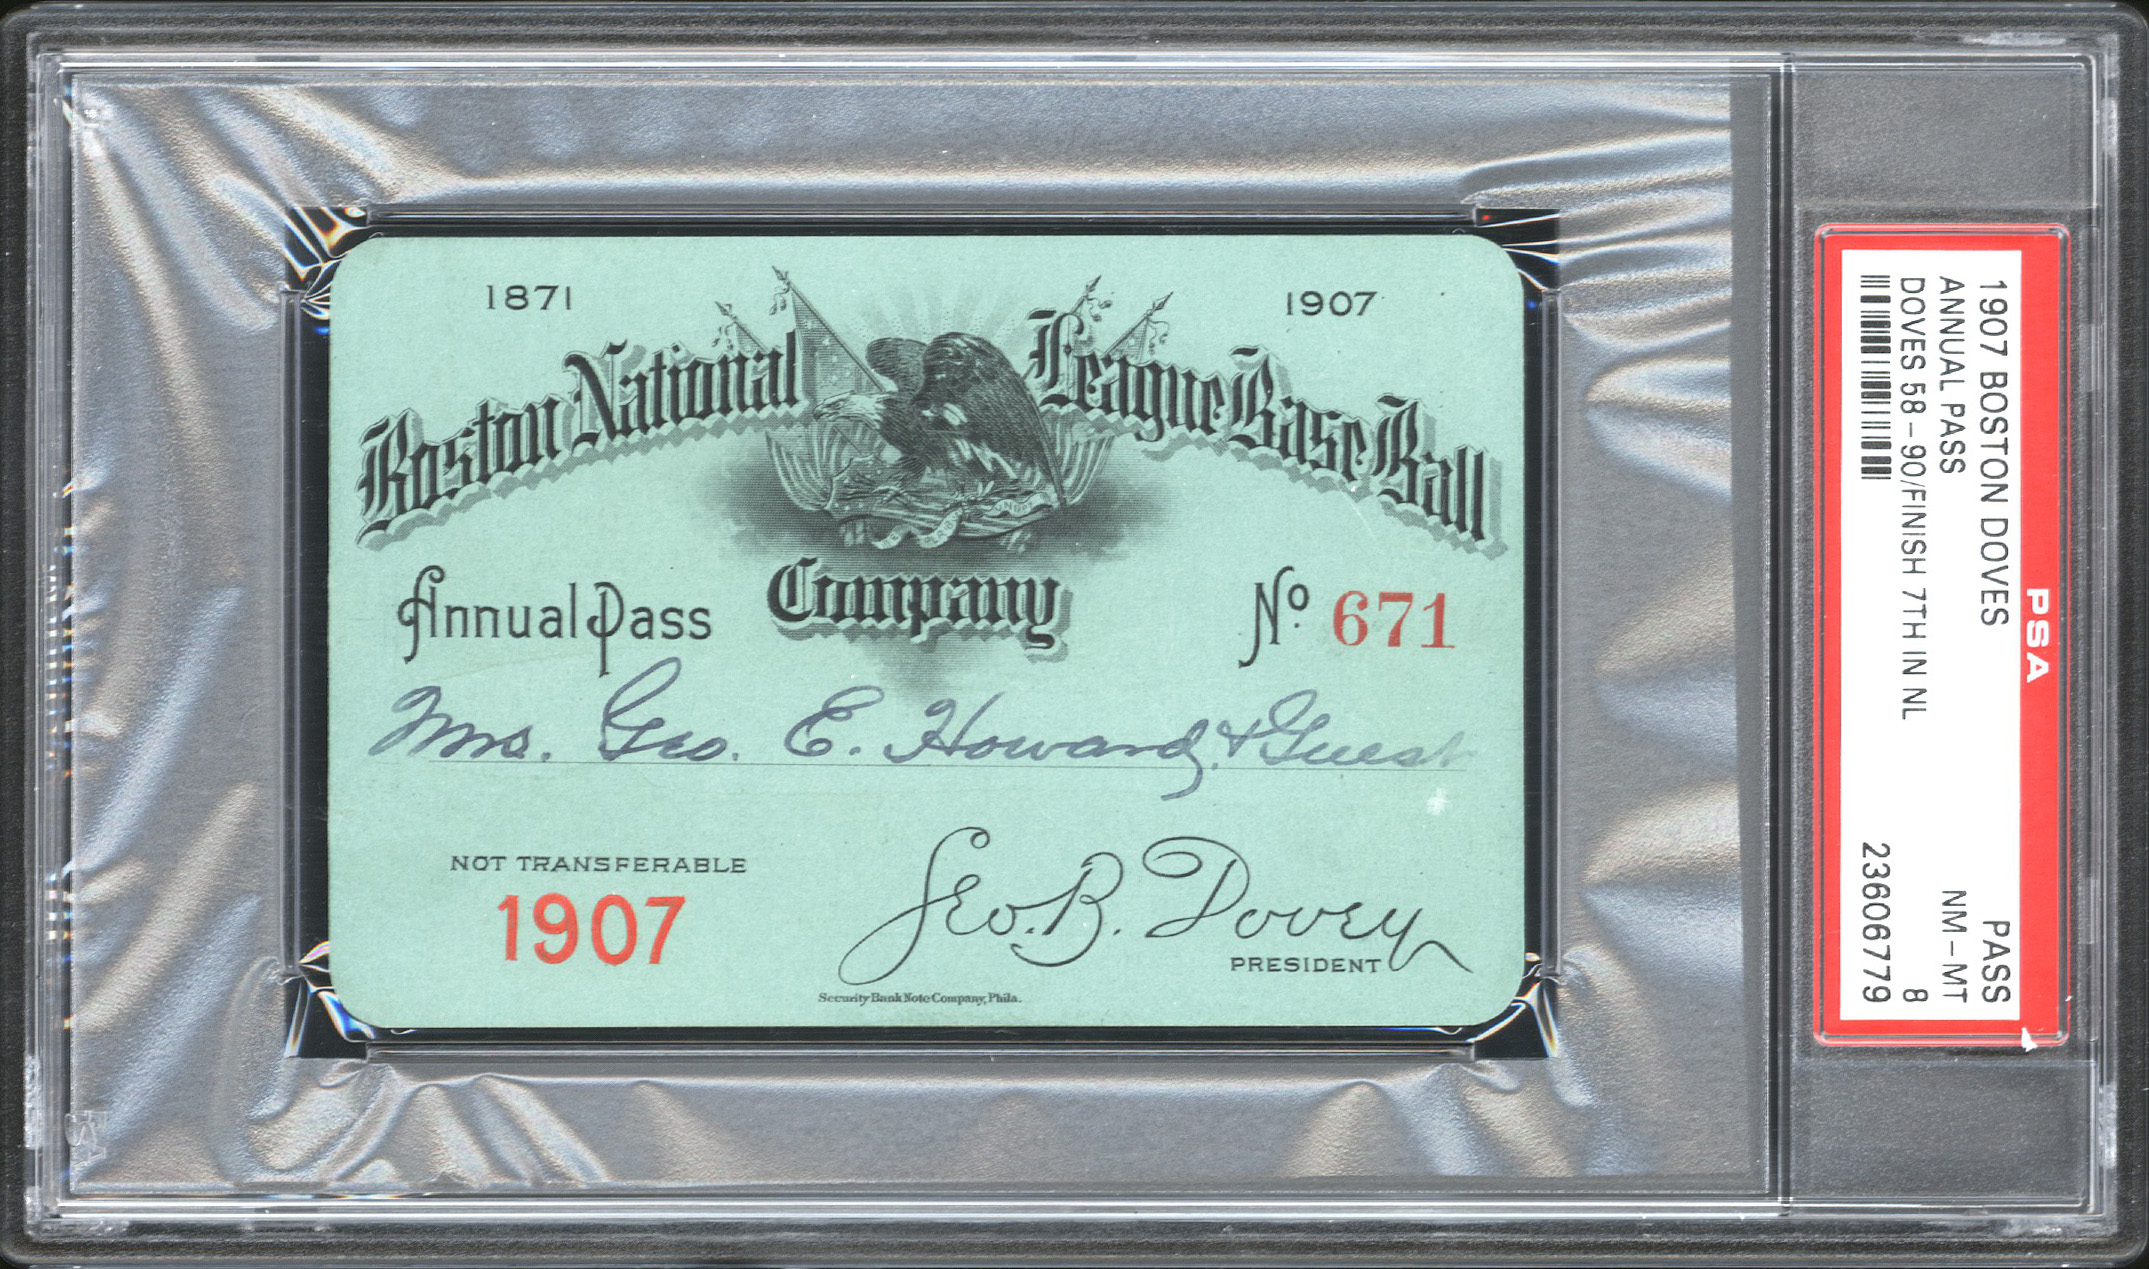 1871 1907
Boston National League Base Ball
Company
Annual Pass Nº 671
Mrs. Geo. E. Howard, & Guest
NOT TRANSFERABLE
1907
Geo. B. Dovey
PRESIDENT
Security Bank Note Company, Phila.
PSA
1907 BOSTON DOVES PASS
ANNUAL PASS NM-MT
DOVES 58-90/FINISH 7TH IN NL 8
23606779